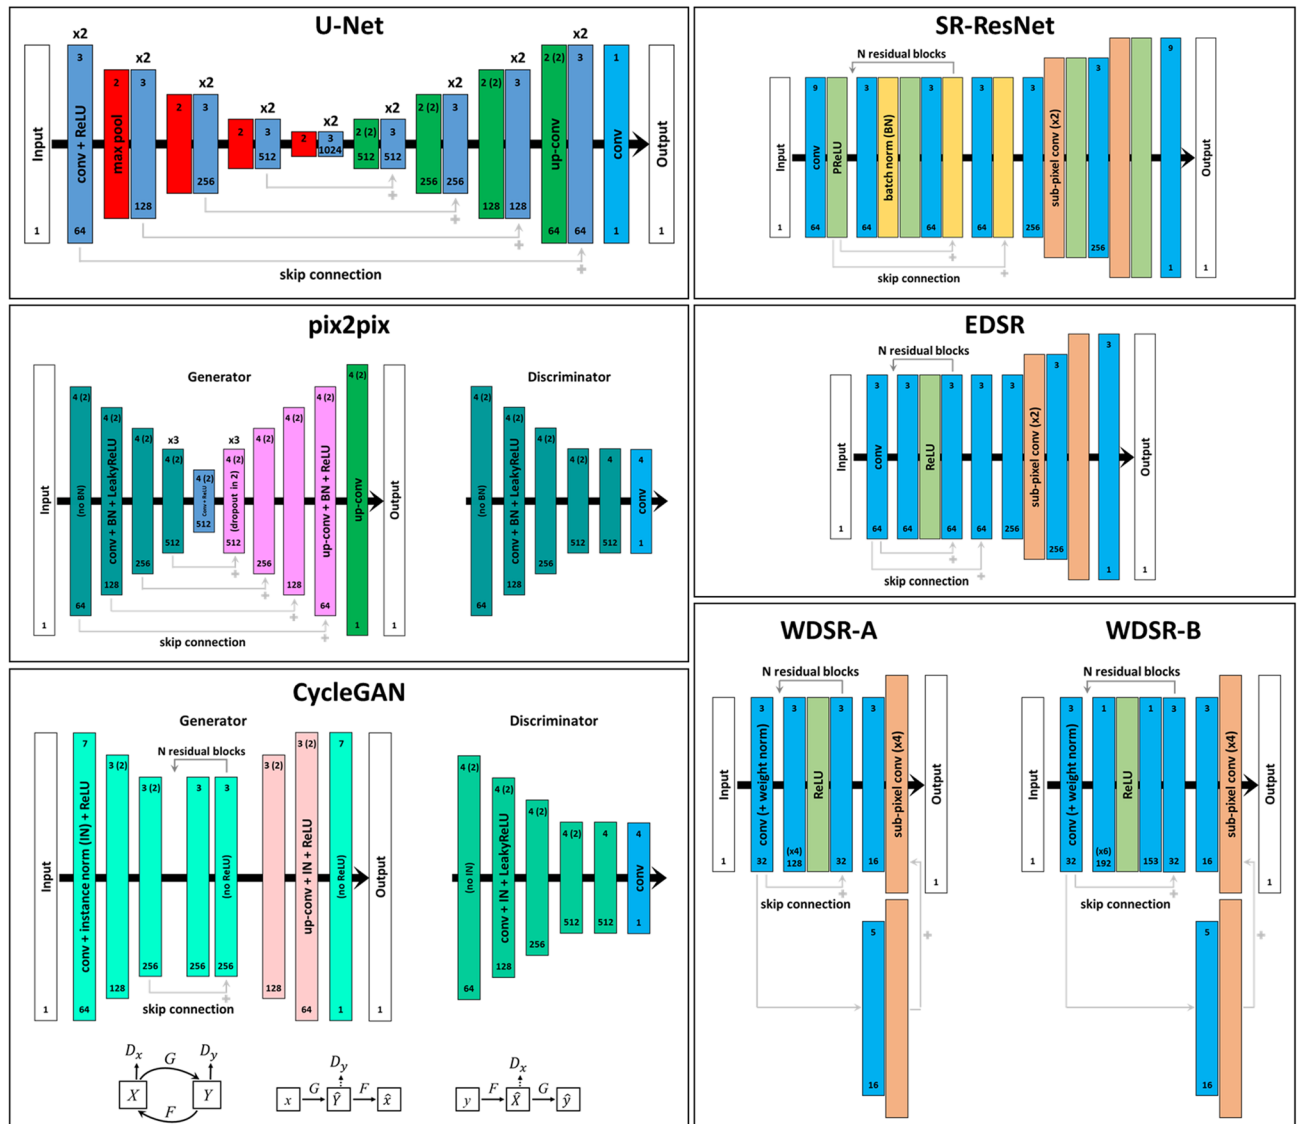 U-Net
x2
x2
x2
x2
x2
x2
x2
x2
x2
Input
1
3
conv + ReLU
64
2
max pool
3
128
2
3
256
2
3
512
2
3
1024
2 (2)
512
3
512
2 (2)
256
3
256
2 (2)
128
3
128
2 (2)
up-conv
64
3
64
1
conv
1
Output
1
+
+
+
+
skip connection
SR-ResNet
N residual blocks
Input
1
9
conv
64
PReLU
3
64
batch norm (BN)
3
64
3
64
3
256
sub-pixel conv (x2)
3
256
9
1
Output
1
+
+
skip connection
pix2pix
Generator
Input
1
4 (2)
(no BN)
64
4 (2)
conv + BN + LeakyReLU
128
4 (2)
256
x3
4 (2)
512
4 (2)
Conv + ReLU
512
x3
4 (2)
(dropout in 2)
512
4 (2)
256
4 (2)
128
4 (2)
up-conv + BN + ReLU
64
4 (2)
up-conv
1
Output
1
+
+
+
+
skip connection
Discriminator
4 (2)
(no BN)
64
4 (2)
conv + BN + LeakyReLU
128
4 (2)
256
4 (2)
512
4
512
4
conv
1
EDSR
N residual blocks
Input
1
3
conv
64
3
64
ReLU
3
64
3
64
3
256
sub-pixel conv (x2)
3
256
3
1
Output
1
+
+
skip connection
CycleGAN
Generator
N residual blocks
Input
1
7
conv + instance norm (IN) + ReLU
64
3 (2)
128
3 (2)
256
3
256
3
(no ReLU)
256
3 (2)
128
3 (2)
up-conv + IN + ReLU
64
7
(no ReLU)
1
Output
1
+
skip connection
Discriminator
4 (2)
(no IN)
64
4 (2)
conv + IN + LeakyReLU
128
4 (2)
256
4 (2)
512
4
512
4
conv
1
Dx G Dy
X Y
F
Dy
x G Ŷ F x̂
Dx
y F X̂ G ŷ
WDSR-A
N residual blocks
Input
1
3
conv (+ weight norm)
32
3
(x4)
128
ReLU
3
32
3
16
sub-pixel conv (x4)
Output
1
+
skip connection
5
16
+
WDSR-B
N residual blocks
Input
1
3
conv (+ weight norm)
32
1
(x6)
192
ReLU
1
153
3
32
3
16
sub-pixel conv (x4)
Output
1
+
skip connection
5
16
+